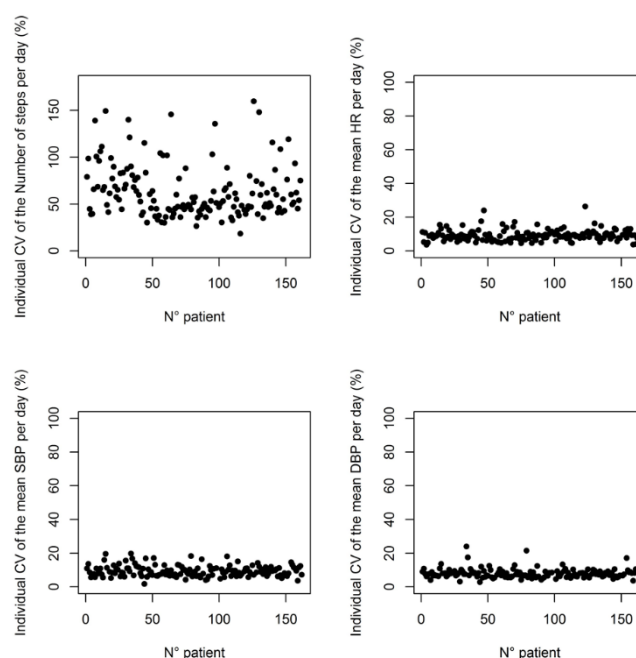 Individual CV of the Number of steps per day (%)
150
100
50
0
0 50 100 150
N° patient
Individual CV of the mean HR per day (%)
100
80
60
40
20
0
0 50 100 150
N° patient
Individual CV of the mean SBP per day (%)
100
80
60
40
20
0
0 50 100 150
N° patient
Individual CV of the mean DBP per day (%)
100
80
60
40
20
0
0 50 100 150
N° patient